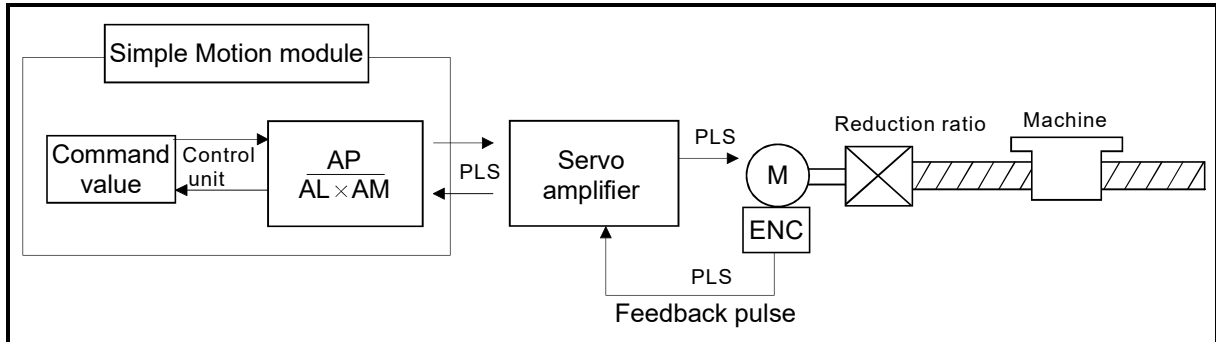 Simple Motion module
Command
value
Control
unit
AP
AL × AM
PLS
Servo
amplifier
PLS
M
ENC
Reduction ratio
Machine
PLS
Feedback pulse